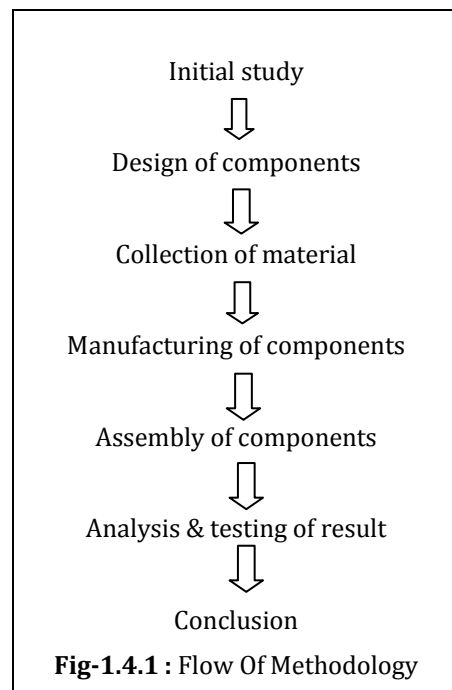 Initial study
Design of components
Collection of material
Manufacturing of components
Assembly of components
Analysis & testing of result
Conclusion
Fig-1.4.1 : Flow Of Methodology